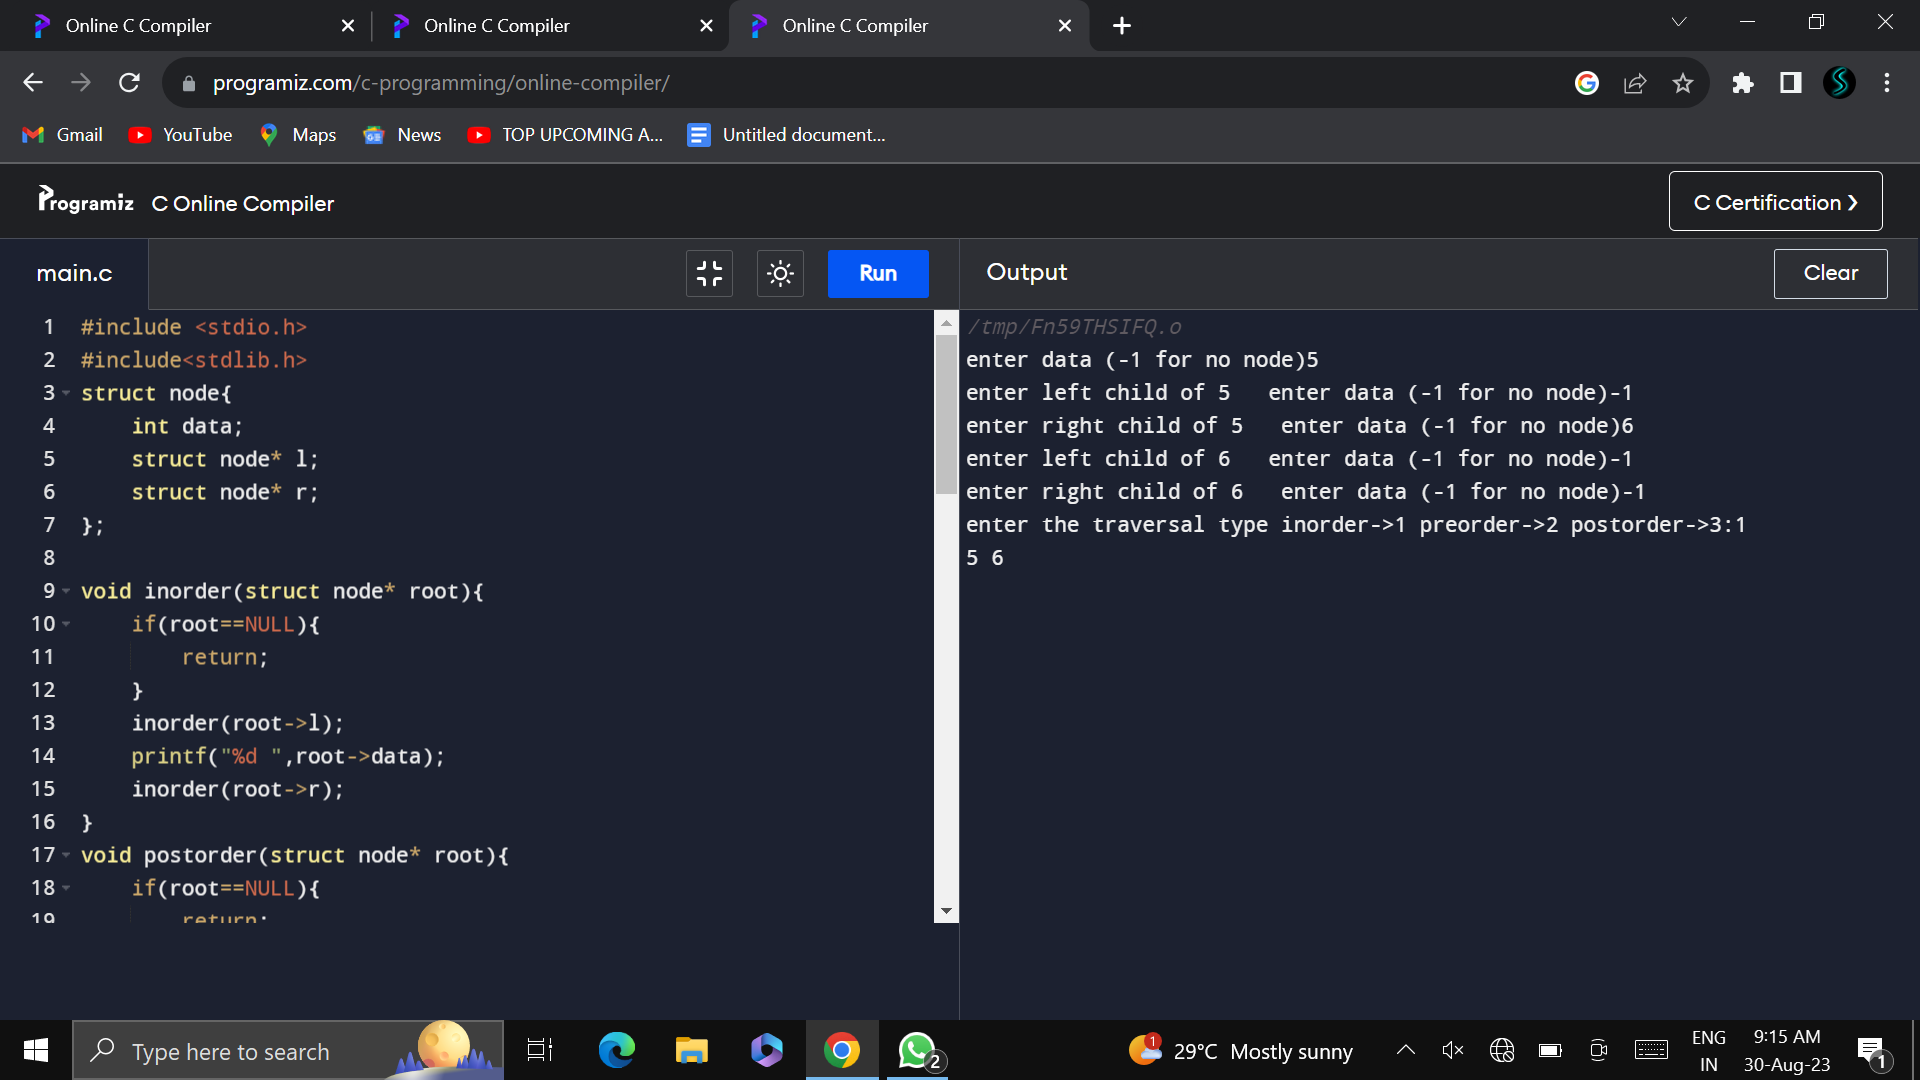 Online C Compiler
Online C Compiler
Online C Compiler
programiz.com/c-programming/online-compiler/
Gmail
YouTube
Maps
News
TOP UPCOMING A...
Untitled document...
Programiz
C Online Compiler
C Certification ❯
main.c
Run
Output
Clear
1 #include <stdio.h>
2 #include<stdlib.h>
3 struct node{
4 int data;
5 struct node* l;
6 struct node* r;
7 };
8
9 void inorder(struct node* root){
10 if(root==NULL){
11 return;
12 }
13 inorder(root->l);
14 printf("%d ",root->data);
15 inorder(root->r);
16 }
17 void postorder(struct node* root){
18 if(root==NULL){
19 return;
/tmp/Fn59THSIFQ.o
enter data (-1 for no node)5
enter left child of 5   enter data (-1 for no node)-1
enter right child of 5   enter data (-1 for no node)6
enter left child of 6   enter data (-1 for no node)-1
enter right child of 6   enter data (-1 for no node)-1
enter the traversal type inorder->1 preorder->2 postorder->3:1
5 6
Type here to search
2
1
29°C Mostly sunny
ENG
IN
9:15 AM
30-Aug-23
1